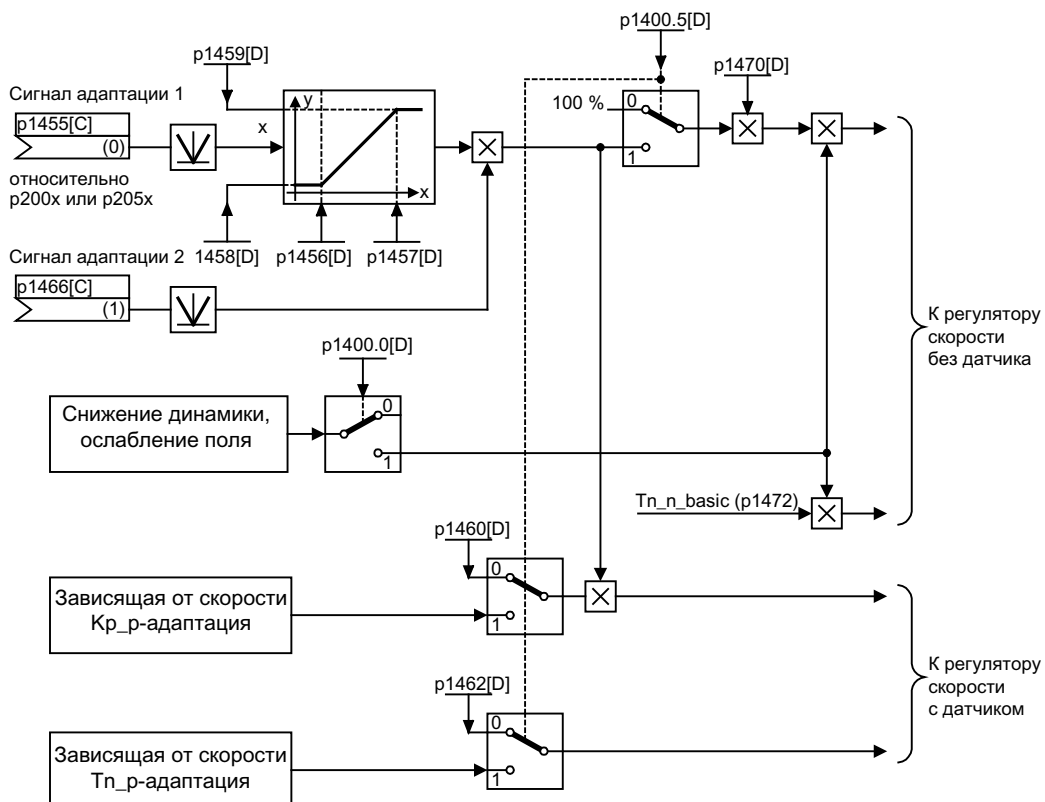 p1400.5[D]
p1459[D]
p1470[D]
Сигнал адаптации 1
p1455[C]
(0)
x
y
x
100 %
0
1
относительно
p200x или p205x
Сигнал адаптации 2
1458[D]
p1456[D]
p1457[D]
p1466[C]
(1)
К регулятору
скорости
без датчика
p1400.0[D]
Снижение динамики,
ослабление поля
0
1
Tn_n_basic (p1472)
p1460[D]
0
1
Зависящая от скорости
Kp_p-адаптация
p1462[D]
0
1
Зависящая от скорости
Tn_p-адаптация
К регулятору
скорости
с датчиком